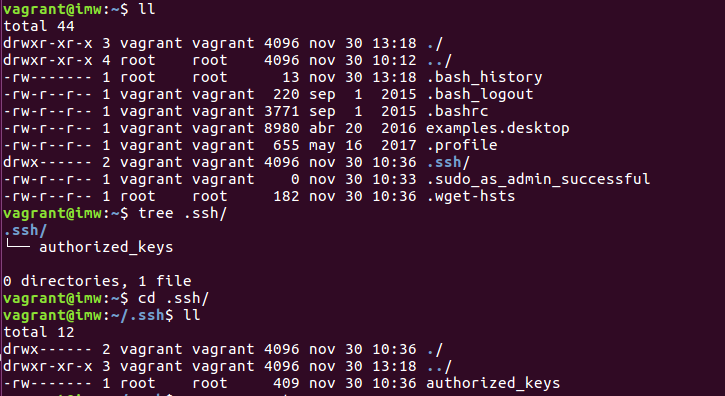 vagrant@imw:~$ ll
total 44
drwxr-xr-x 3 vagrant vagrant 4096 nov 30 13:18 ./
drwxr-xr-x 4 root    root    4096 nov 30 10:12 ../
-rw------- 1 root    root      13 nov 30 13:18 .bash_history
-rw-r--r-- 1 vagrant vagrant  220 sep  1  2015 .bash_logout
-rw-r--r-- 1 vagrant vagrant 3771 sep  1  2015 .bashrc
-rw-r--r-- 1 vagrant vagrant 8980 abr 20  2016 examples.desktop
-rw-r--r-- 1 vagrant vagrant  655 may 16  2017 .profile
drwx------ 2 vagrant vagrant 4096 nov 30 10:36 .ssh/
-rw-r--r-- 1 vagrant vagrant    0 nov 30 10:33 .sudo_as_admin_successful
-rw-r--r-- 1 root    root     182 nov 30 10:36 .wget-hsts
vagrant@imw:~$ tree .ssh/
.ssh/
└── authorized_keys
0 directories, 1 file
vagrant@imw:~$ cd .ssh/
vagrant@imw:~/.ssh$ ll
total 12
drwx------ 2 vagrant vagrant 4096 nov 30 10:36 ./
drwxr-xr-x 3 vagrant vagrant 4096 nov 30 13:18 ../
-rw------- 1 root    root     409 nov 30 10:36 authorized_keys